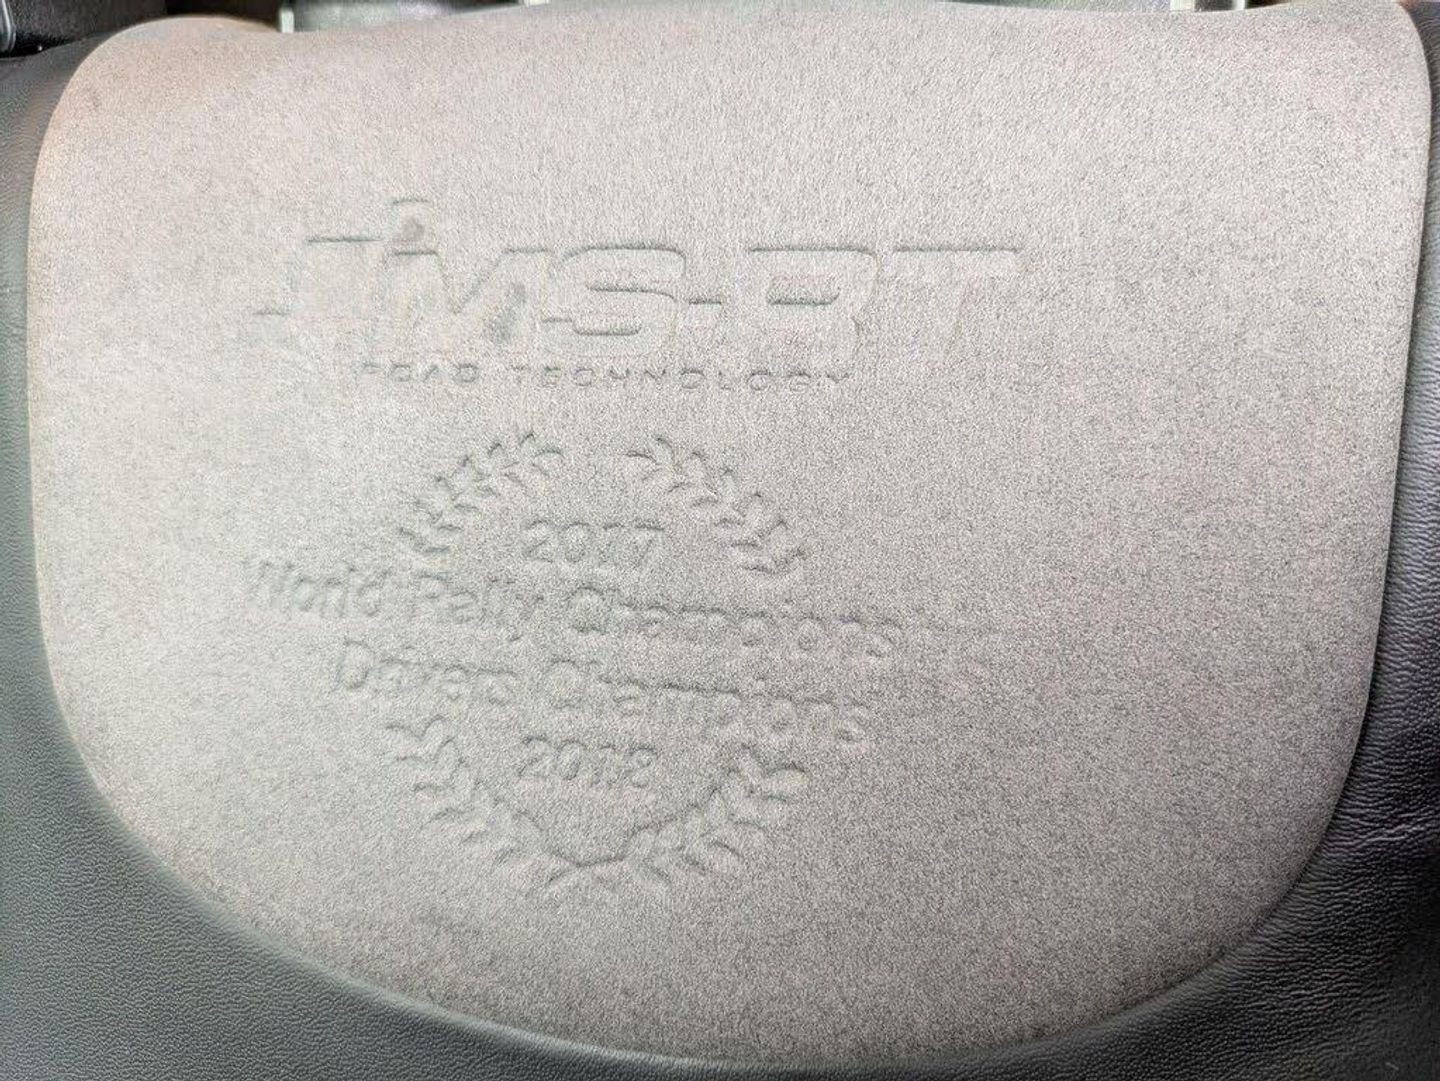 MS-RT
ROAD TECHNOLOGY
2017
World Rally Champions
Drivers Champions
2018